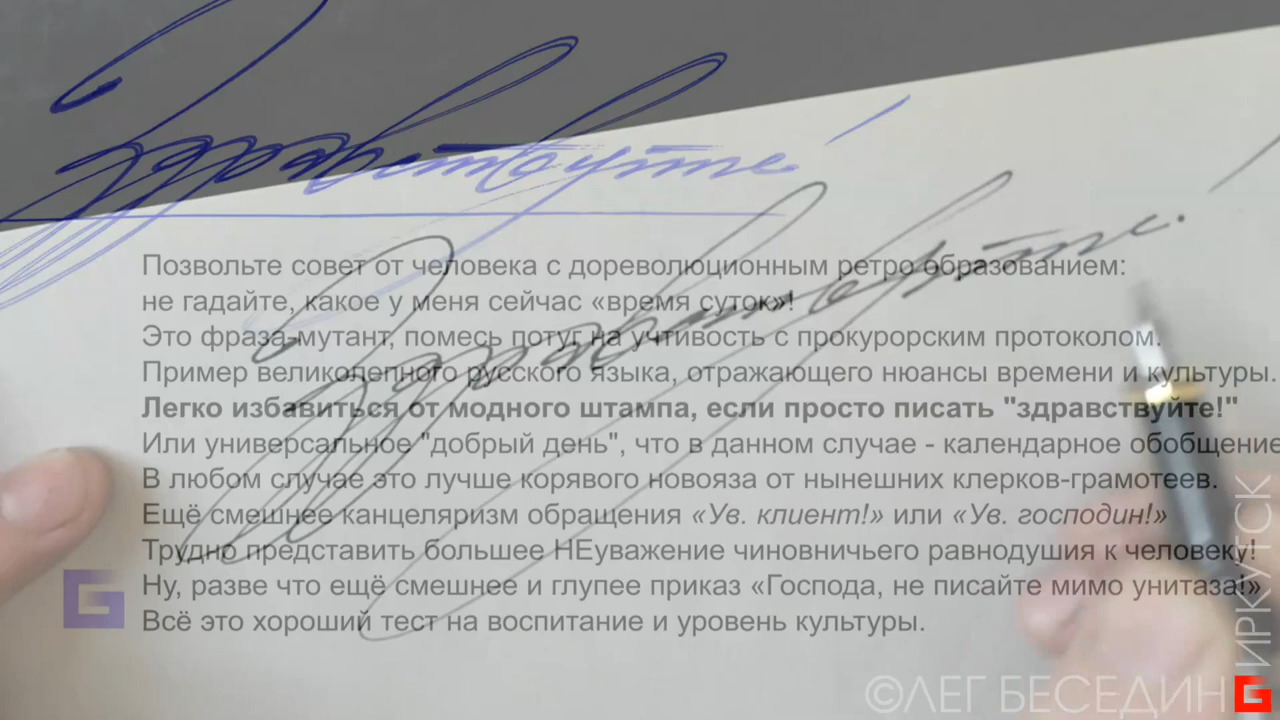 Здравствуйте!
Здравствуйте!
Позвольте совет от человека с дореволюционным ретро образованием:
не гадайте, какое у меня сейчас «время суток»!
Это фраза-мутант, помесь потуг на учтивость с прокурорским протоколом.
Пример великолепного русского языка, отражающего нюансы времени и культуры.
Легко избавиться от модного штампа, если просто писать "здравствуйте!"
Или универсальное "добрый день", что в данном случае - календарное обобщение
В любом случае это лучше корявого новояза от нынешних клерков-грамотеев.
Ещё смешнее канцеляризм обращения «Ув. клиент!» или «Ув. господин!»
Трудно представить большее НЕуважение чиновничьего равнодушия к человеку!
Ну, разве что ещё смешнее и глупее приказ «Господа, не писайте мимо унитаза!»
Всё это хороший тест на воспитание и уровень культуры.
©ЛЕГ БЕСЕДИН
ИРКУТСК